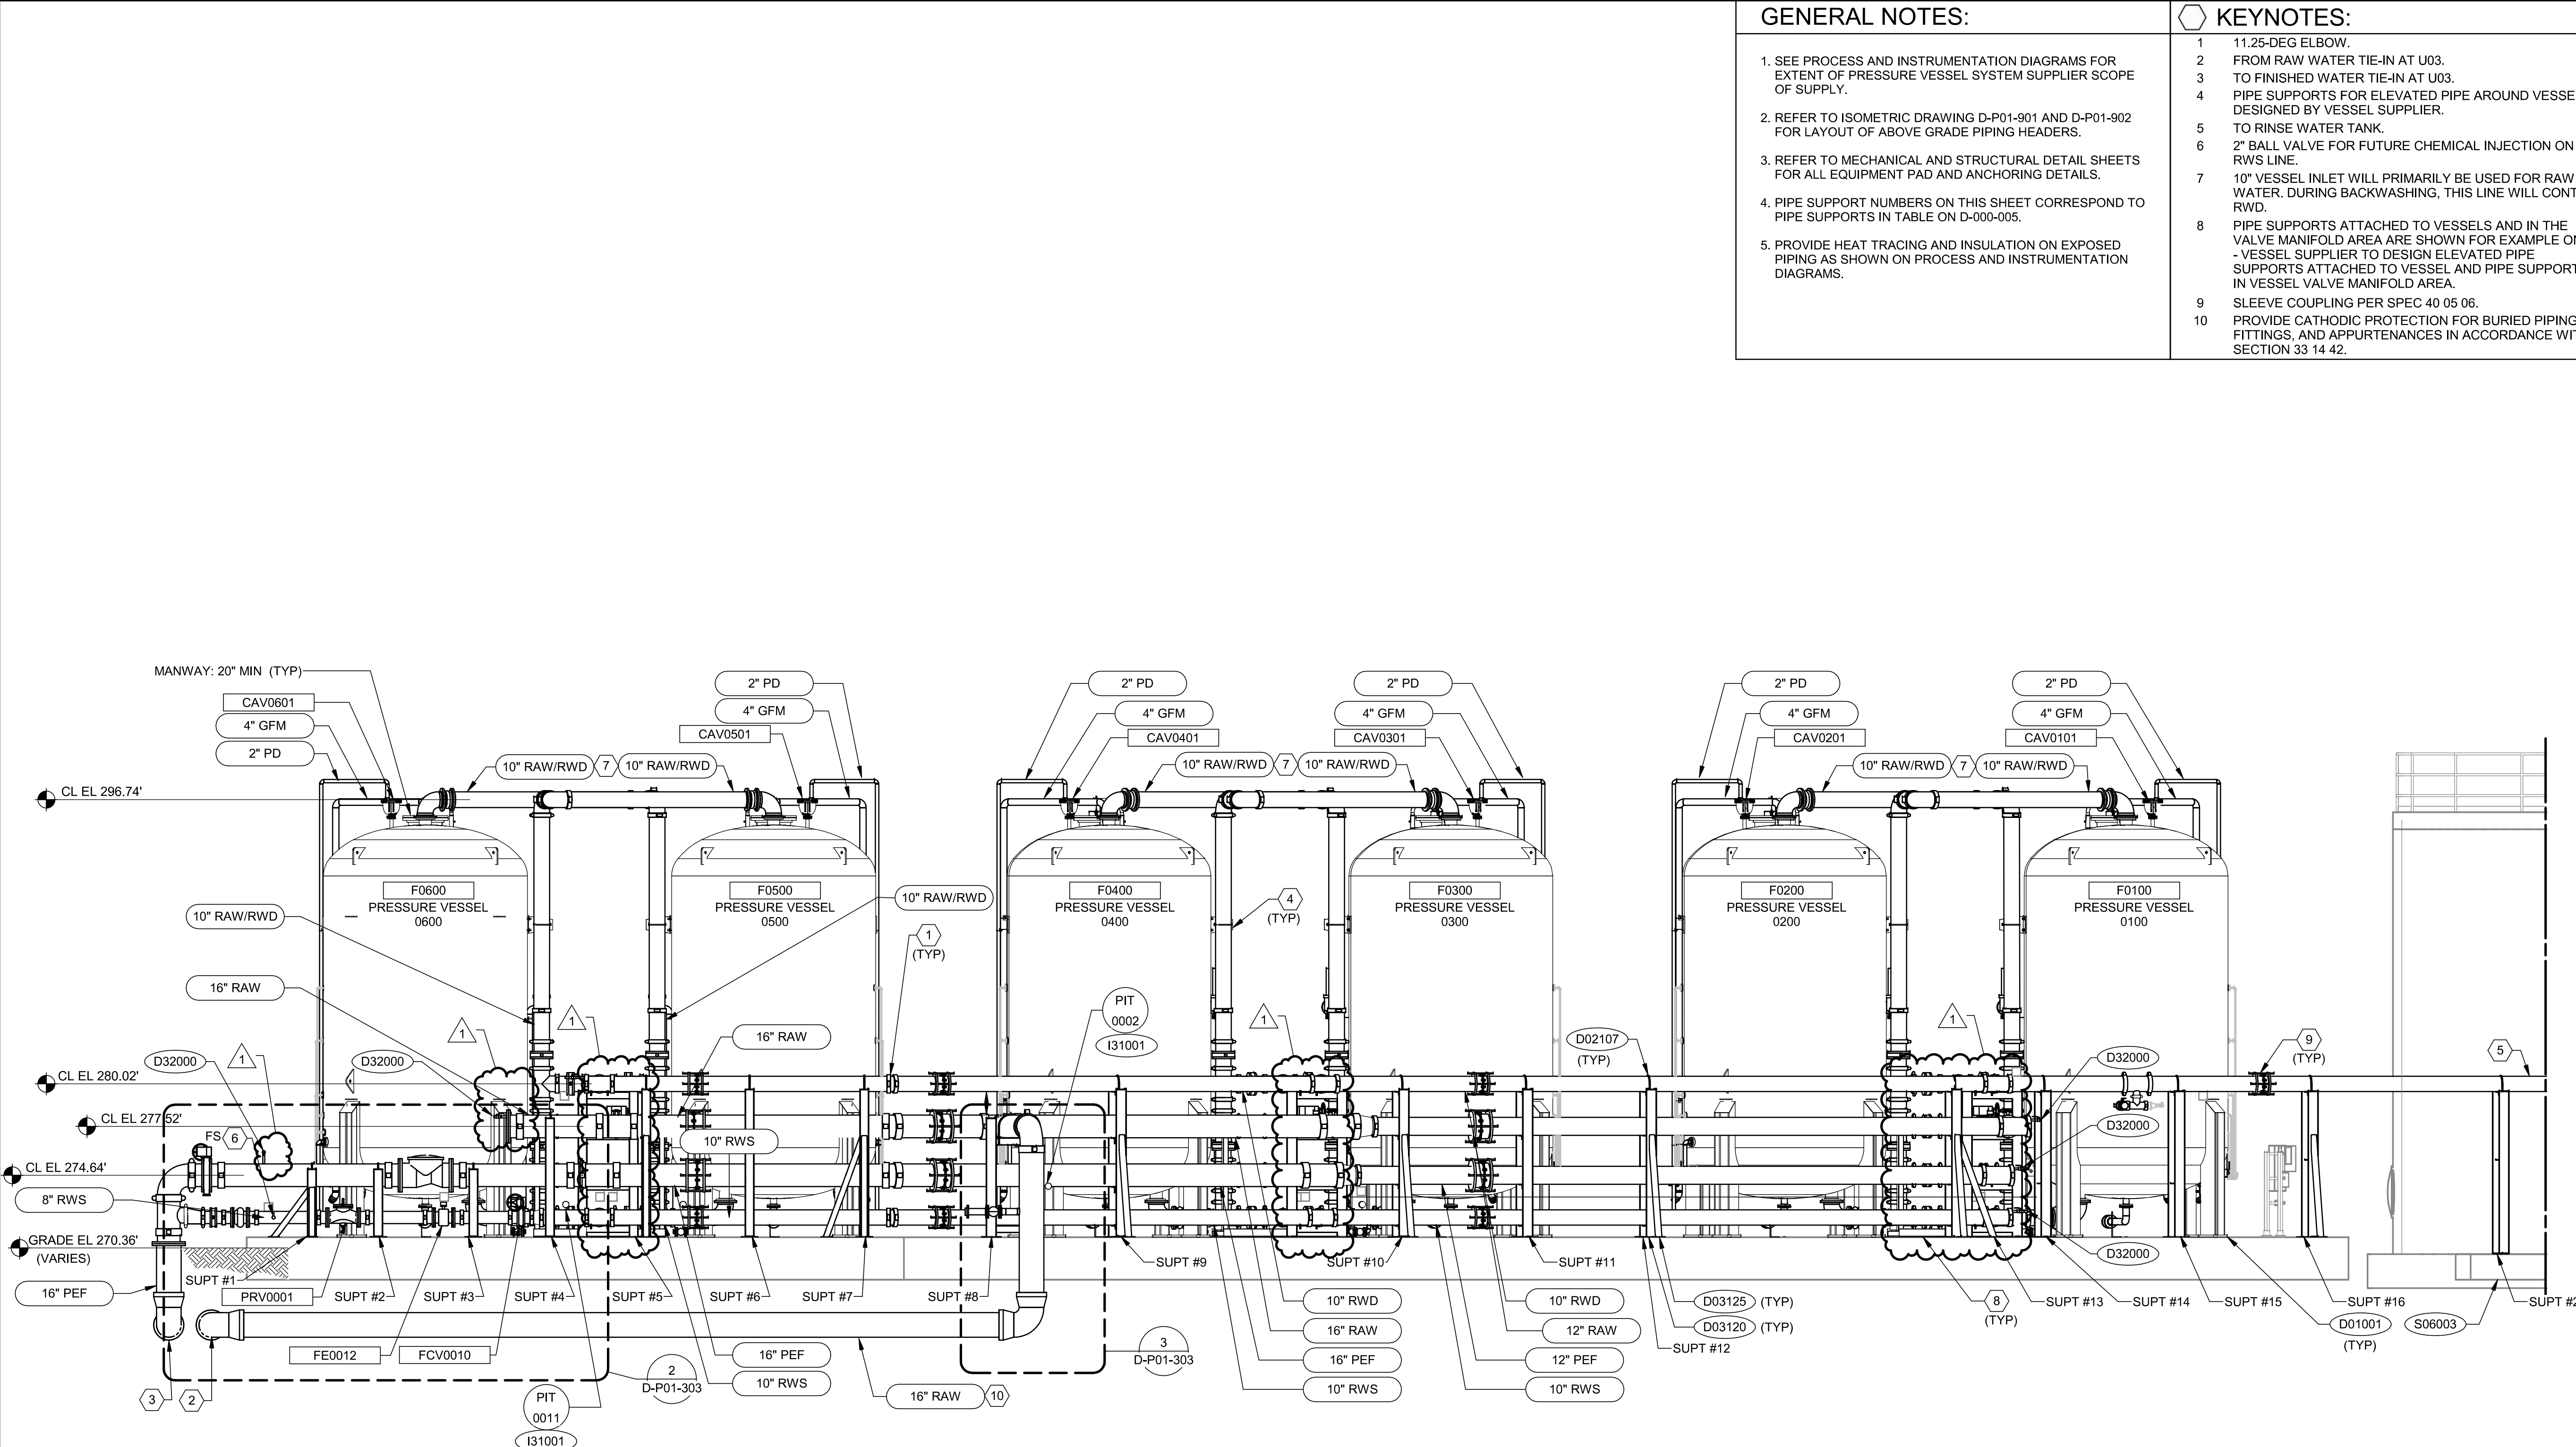 GENERAL NOTES:
1. SEE PROCESS AND INSTRUMENTATION DIAGRAMS FOR
EXTENT OF PRESSURE VESSEL SYSTEM SUPPLIER SCOPE
OF SUPPLY.
2. REFER TO ISOMETRIC DRAWING D-P01-901 AND D-P01-902
FOR LAYOUT OF ABOVE GRADE PIPING HEADERS.
3. REFER TO MECHANICAL AND STRUCTURAL DETAIL SHEETS
FOR ALL EQUIPMENT PAD AND ANCHORING DETAILS.
4. PIPE SUPPORT NUMBERS ON THIS SHEET CORRESPOND TO
PIPE SUPPORTS IN TABLE ON D-000-005.
5. PROVIDE HEAT TRACING AND INSULATION ON EXPOSED
PIPING AS SHOWN ON PROCESS AND INSTRUMENTATION
DIAGRAMS.
KEYNOTES:
1 11.25-DEG ELBOW.
2 FROM RAW WATER TIE-IN AT U03.
3 TO FINISHED WATER TIE-IN AT U03.
4 PIPE SUPPORTS FOR ELEVATED PIPE AROUND VESSE
DESIGNED BY VESSEL SUPPLIER.
5 TO RINSE WATER TANK.
6 2" BALL VALVE FOR FUTURE CHEMICAL INJECTION ON
RWS LINE.
7 10" VESSEL INLET WILL PRIMARILY BE USED FOR RAW
WATER. DURING BACKWASHING, THIS LINE WILL CONT
RWD.
8 PIPE SUPPORTS ATTACHED TO VESSELS AND IN THE
VALVE MANIFOLD AREA ARE SHOWN FOR EXAMPLE
- VESSEL SUPPLIER TO DESIGN ELEVATED PIPE
SUPPORTS ATTACHED TO VESSEL AND PIPE SUPPORT
IN VESSEL VALVE MANIFOLD AREA.
9 SLEEVE COUPLING PER SPEC 40 05 06.
10 PROVIDE CATHODIC PROTECTION FOR BURIED PIPING
FITTINGS, AND APPURTENANCES IN ACCORDANCE WI
SECTION 33 14 42.
MANWAY: 20" MIN (TYP)
CAV0601
4" GFM
2" PD
2" PD
4" GFM
CAV0501
2" PD
4" GFM
CAV0401
2" PD
4" GFM
CAV0301
2" PD
4" GFM
CAV0201
2" PD
4" GFM
CAV0101
10" RAW/RWD 7 10" RAW/RWD
10" RAW/RWD 7 10" RAW/RWD
10" RAW/RWD 7 10" RAW/RWD
CL EL 296.74'
F0600
PRESSURE VESSEL
0600
F0500
PRESSURE VESSEL
0500
F0400
PRESSURE VESSEL
0400
F0300
PRESSURE VESSEL
0300
F0200
PRESSURE VESSEL
0200
F0100
PRESSURE VESSEL
0100
10" RAW/RWD
10" RAW/RWD
4
(TYP)
1
(TYP)
16" RAW
PIT
0002
I31001
1
1
1
1
1
16" RAW
D02107
(TYP)
9
(TYP)
5
D32000
D32000
D32000
CL EL 280.02'
CL EL 277.52'
D32000
FS 6
10" RWS
CL EL 274.64'
8" RWS
GRADE EL 270.36'
(VARIES)
D32000
16" PEF
SUPT #1
PRV0001
SUPT #2
SUPT #3
SUPT #4
SUPT #5
SUPT #6
SUPT #7
SUPT #8
SUPT #9
SUPT #10
SUPT #11
SUPT #12
SUPT #13
SUPT #14
SUPT #15
SUPT #16
SUPT #2
10" RWD
16" RAW
16" PEF
10" RWS
10" RWD
12" RAW
12" PEF
10" RWS
D03125 (TYP)
D03120 (TYP)
8
(TYP)
D01001
(TYP)
S06003
FE0012
FCV0010
16" PEF
10" RWS
2
D-P01-303
3
D-P01-303
16" RAW 10
3
2
PIT
0011
I31001